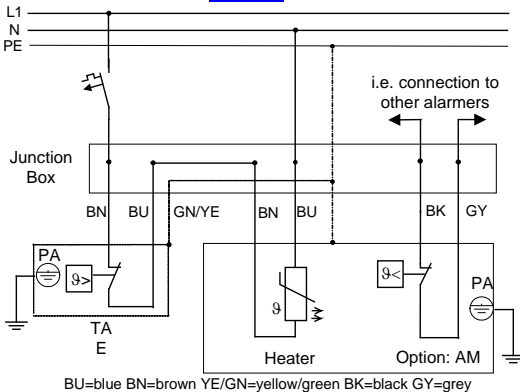 L1
N
PE
i.e. connection to
other alarmers
Junction
Box
BN BU GN/YE BN BU BK GY
PA
ϑ>
ϑ
ϑ<
PA
TA
E
Heater
Option: AM
BU=blue BN=brown YE/GN=yellow/green BK=black GY=grey